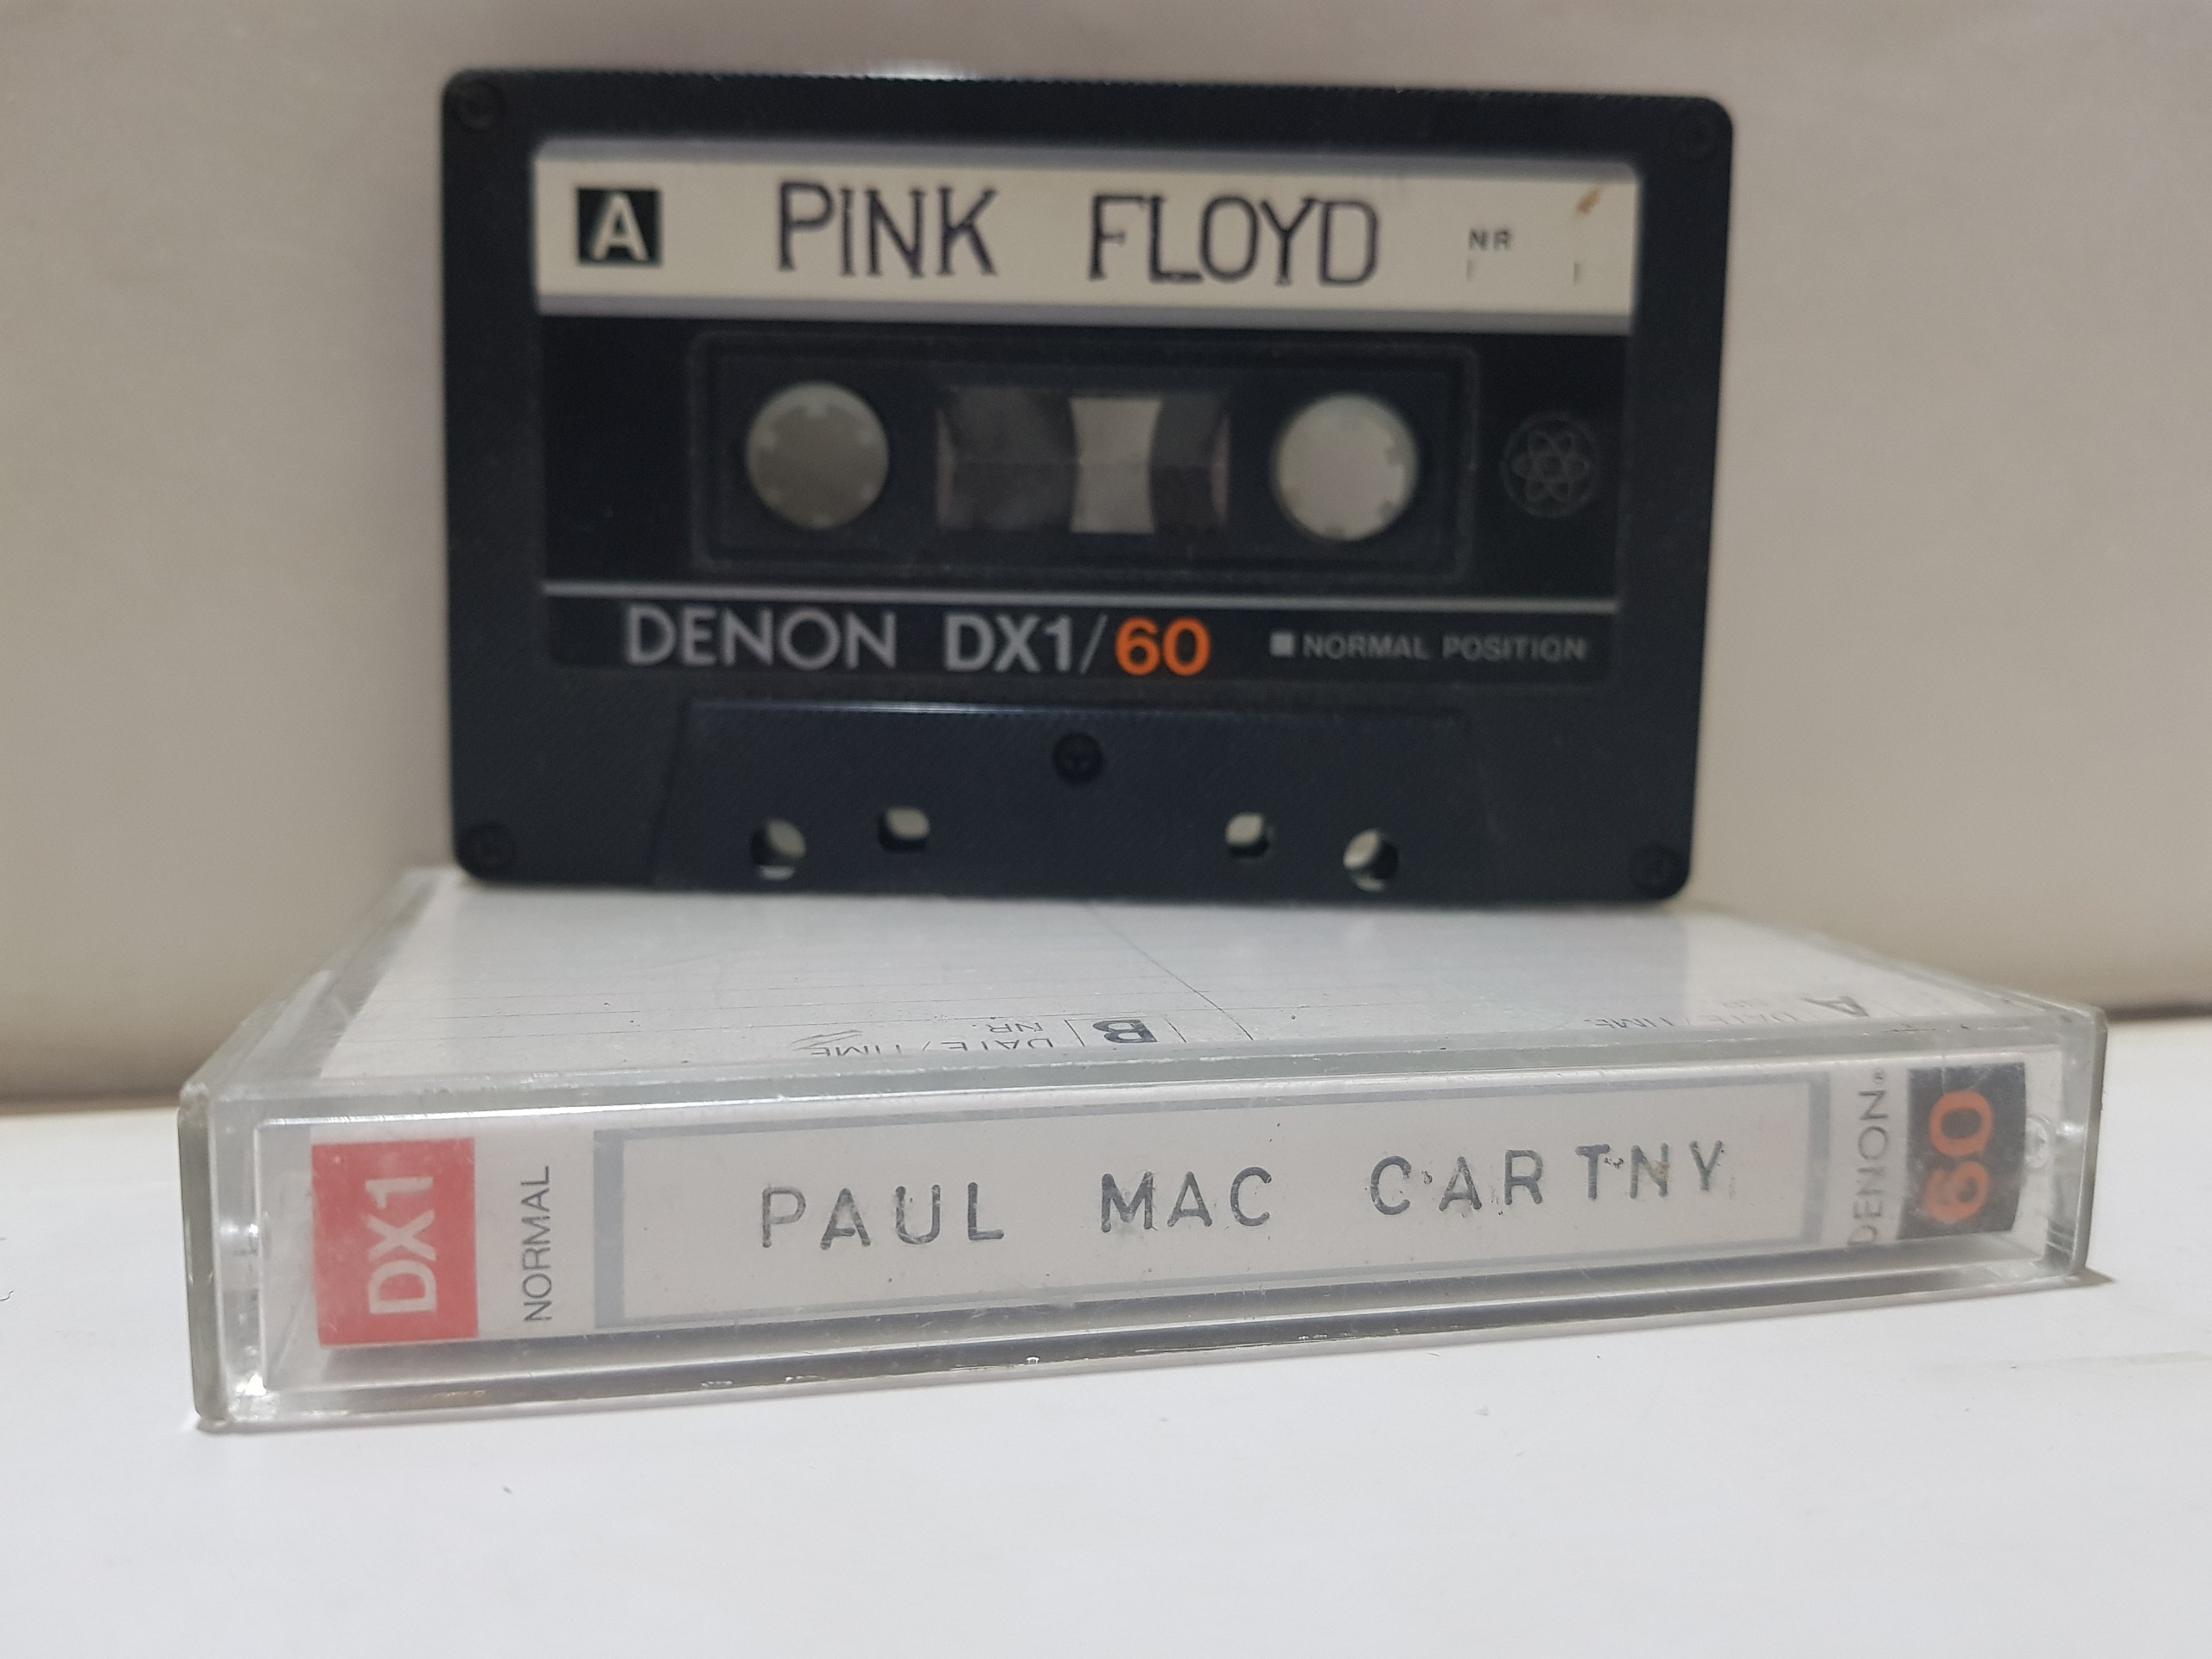 A PINK FLOYD NR
DENON DX1/60 NORMAL POSITION
B NR DATE/TIME
A NR DATE/TIME
DX1 NORMAL PAUL MAC CARTNY DENON® 60